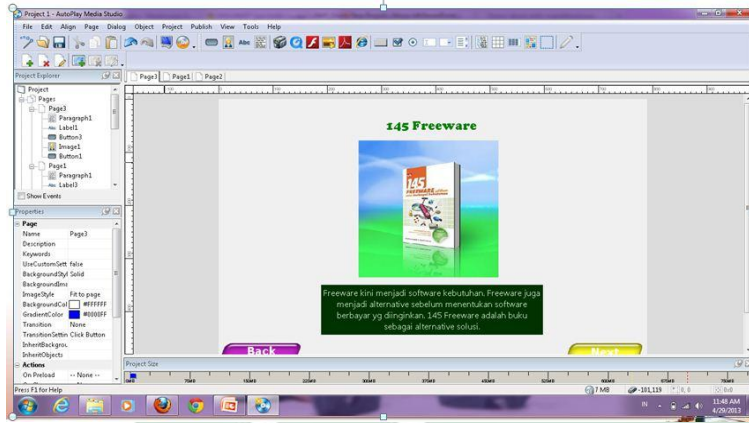 Project 1 - AutoPlay Media Studio
File Edit Align Page Dialog Object Project Publish View Tools Help
Project Explorer
Page3 Page1 Page2
Project
Pages
Page3
Paragraph1
Label1
Button3
Image1
Button1
Page1
Paragraph1
Label3
Show Events
Properties
Page
Name Page3
Description
Keywords
UseCustomSett false
BackgroundStyl Solid
BackgroundIma
ImageStyle Fit to page
BackgroundCol #FFFFFF
GradientColor #0000FF
Transition None
TransitionSettin Click Button
InheritBackgrou
InheritObjects
Actions
On Preload -- None --
145 Freeware
145
FREEWARE
Freeware kini menjadi software kebutuhan. Freeware juga
menjadi alternative sebelum menentukan software
berbayar yg diinginkan. 145 Freeware adalah buku
sebagai alternative solusi.
Back
Next
Project Size
Press F1 for Help
7 MB
-101,119
IN
11:48 AM
4/29/2013